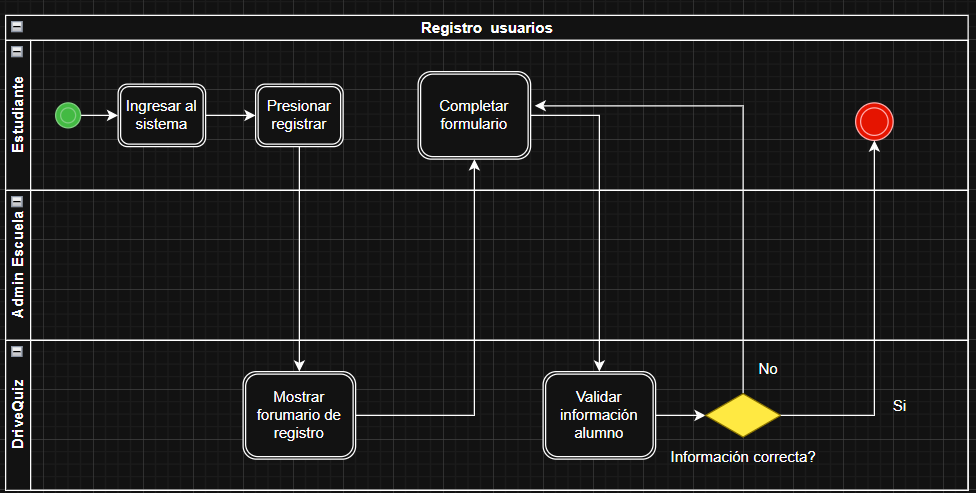 Registro  usuarios
Estudiante
Ingresar al
sistema
Presionar
registrar
Completar
formulario
Admin Escuela
DriveQuiz
Mostrar
forumario de
registro
Validar
información
alumno
No
Si
Información correcta?